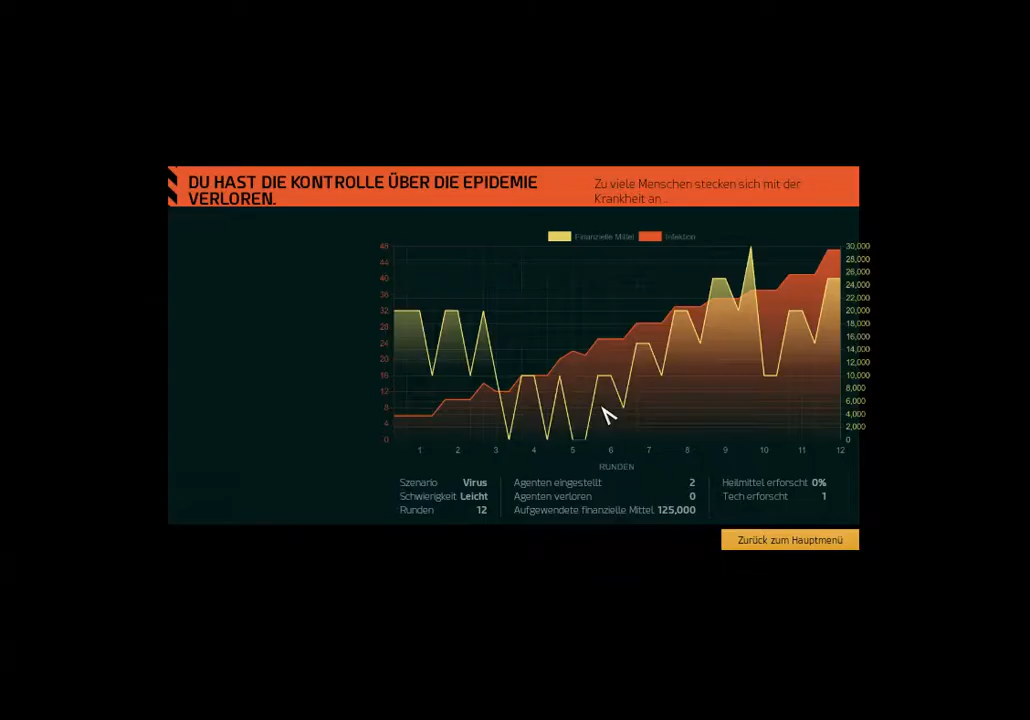 DU HAST DIE KONTROLLE ÜBER DIE EPIDEMIE
VERLOREN.
Zu viele Menschen stecken sich mit der
Krankheit an...
Finanzielle Mittel Infektion
48 30,000
44 28,000
40 26,000
36 24,000
32 22,000
28 20,000
24 18,000
20 16,000
16 14,000
12 12,000
8 10,000
4 8,000
0 6,000
4,000
2,000
0
1 2 3 4 5 6 7 8 9 10 11 12
RUNDEN
Szenario Virus
Schwierigkeit Leicht
Runden 12
Agenten eingestellt 2
Agenten verloren 0
Aufgewendete finanzielle Mittel 125,000
Heilmittel erforscht 0%
Tech erforscht 1
Zurück zum Hauptmenü